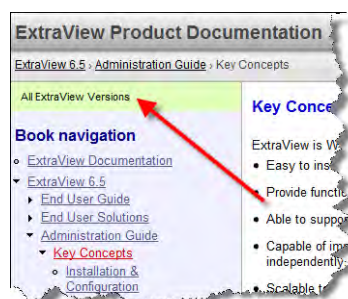 ExtraView Product Documentation
ExtraView 6.5 › Administration Guide › Key Concepts
All ExtraView Versions
Book navigation
ExtraView Documentation
ExtraView 6.5
End User Guide
End User Solutions
Administration Guide
Key Concepts
Installation &
Configuration
Key Conce
ExtraView is W
• Easy to ins
• Provide functi
• Able to suppo
• Capable of im
independently
• Scalable t